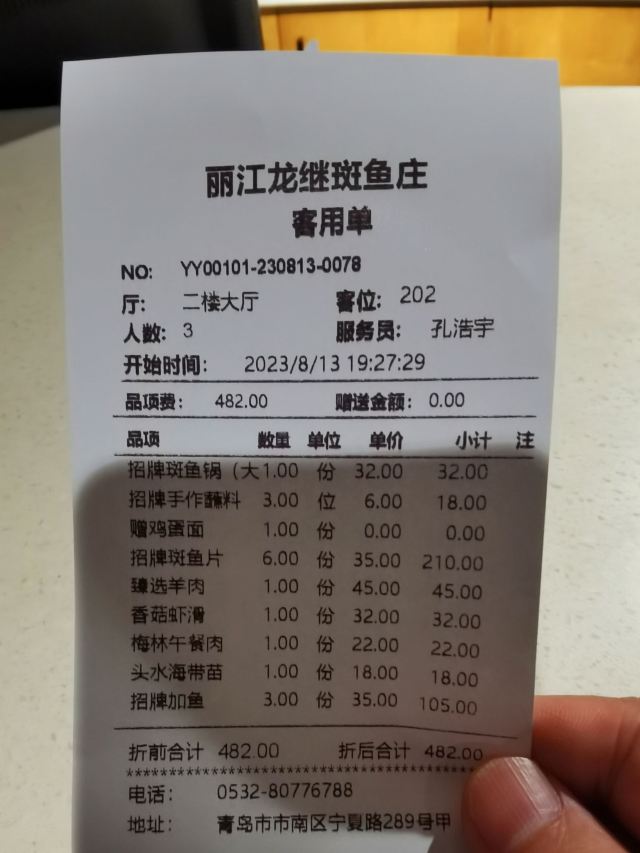 丽江龙继斑鱼庄
客用单
NO: YY00101-230813-0078
厅: 二楼大厅 客位: 202
人数: 3 服务员: 孔浩宇
开始时间: 2023/8/13 19:27:29
品项费: 482.00 赠送金额: 0.00
品项 数量 单位 单价 小计 注
招牌斑鱼锅（大 1.00 份 32.00 32.00
招牌手作蘸料 3.00 位 6.00 18.00
赠鸡蛋面 1.00 份 0.00 0.00
招牌斑鱼片 6.00 份 35.00 210.00
臻选羊肉 1.00 份 45.00 45.00
香菇虾滑 1.00 份 32.00 32.00
梅林午餐肉 1.00 份 22.00 22.00
头水海带苗 1.00 份 18.00 18.00
招牌加鱼 3.00 份 35.00 105.00
折前合计 482.00 折后合计 482.00
电话: 0532-80776788
地址: 青岛市市南区宁夏路289号甲